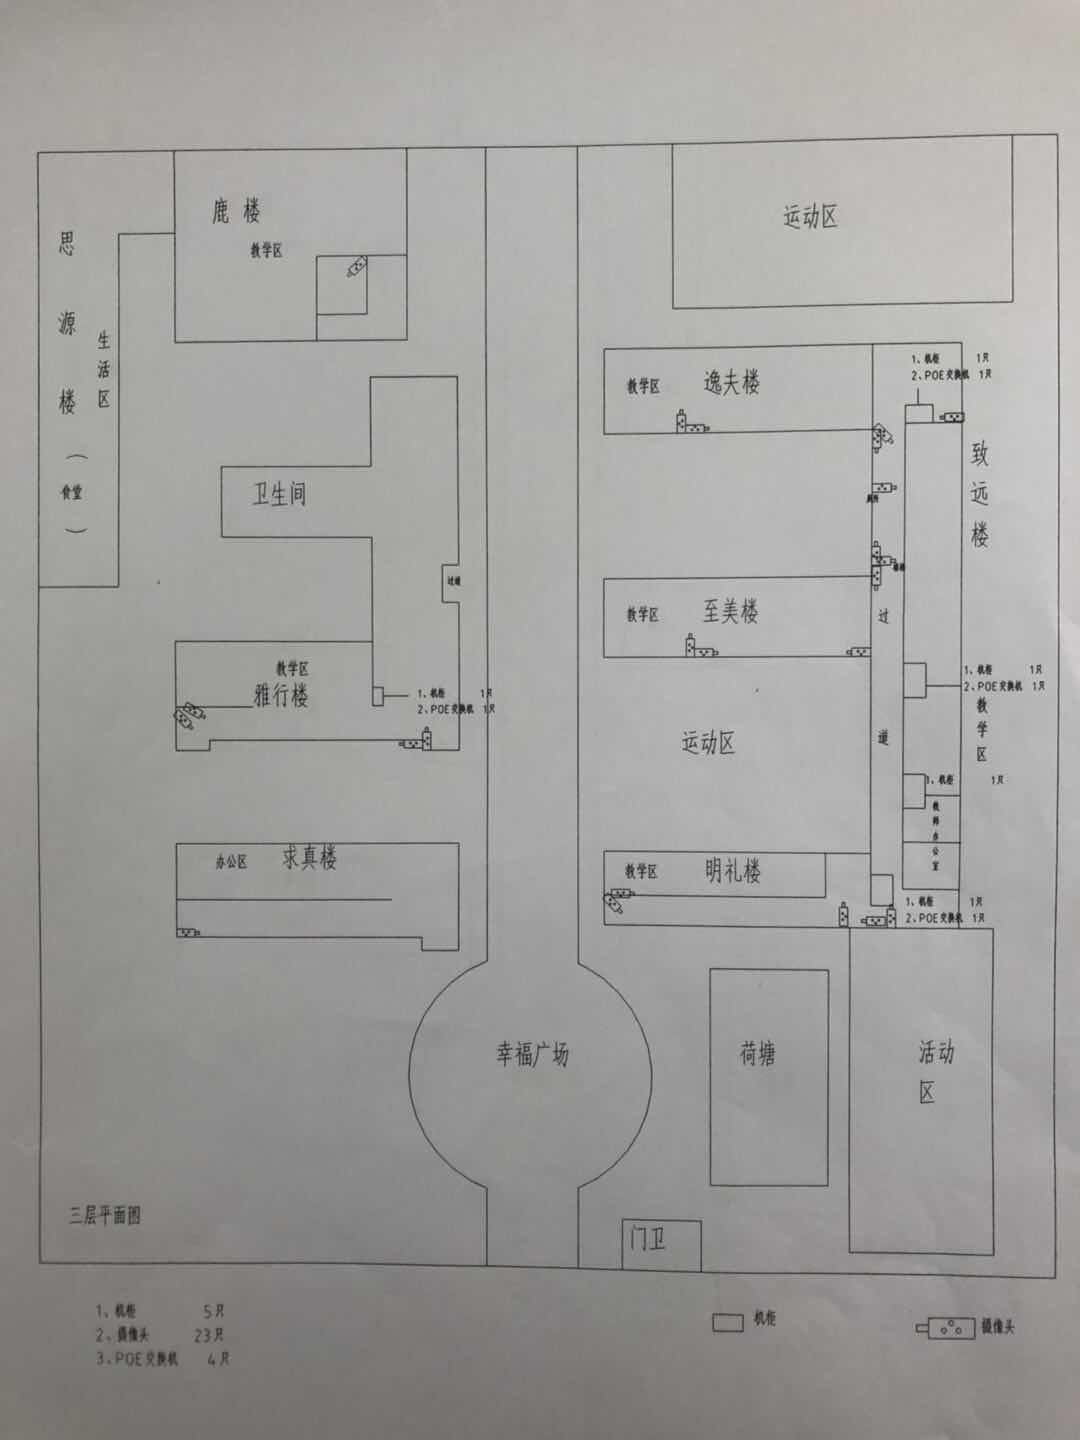 思源楼（食堂）
生活区
鹿 楼
教学区
运动区
教学区 逸夫楼
1、机柜 1只
2、POE交换机 1只
致远楼
卫生间
厕所
过道
教学区 至美楼
过道
教学区
雅行楼
1、机柜 1只
2、POE交换机 1只
1、机柜 1只
2、POE交换机 1只
教学区
运动区
1、机柜 1只
教师办公室
办公区 求真楼
教学区 明礼楼
1、机柜 1只
2、POE交换机 1只
幸福广场
荷塘
活动区
三层平面图
门卫
1、机柜 5只
2、摄像头 23只
3、POE交换机 4只
机柜
摄像头